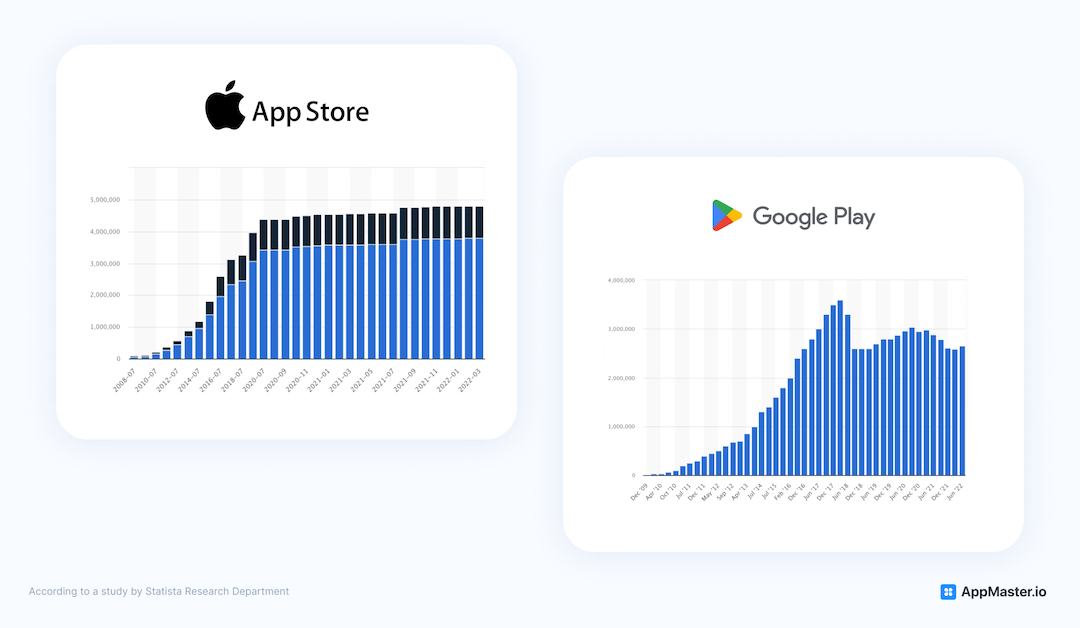 App Store
5,000,000
4,000,000
3,000,000
2,000,000
1,000,000
0
2008-07
2010-07
2012-07
2014-07
2016-07
2018-07
2020-07
2020-09
2020-11
2021-01
2021-03
2021-05
2021-07
2021-09
2021-11
2022-01
2022-03
Google Play
4,000,000
3,000,000
2,000,000
1,000,000
0
Dec '09
Apr '10
Oct '10
Jul '11
Dec '11
May '12
Sep '12
Apr '13
Jul '14
Jul '15
Feb '16
Dec '16
Jun '17
Dec '17
Jun '18
Dec '18
Jun '19
Dec '19
Jun '20
Dec '20
Jun '21
Dec '21
Jun '22
According to a study by Statista Research Department
AppMaster.io